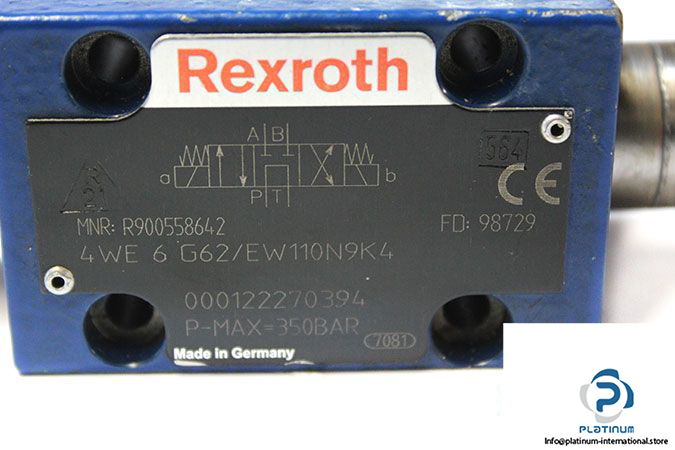 Rexroth
A B
564
a b
P T
2
CE
MNR: R900558642
FD: 98729
4WE 6 G62/EW110N9K4
000122270394
P-MAX=350BAR
7081
Made in Germany
PLATINUM
Info@platinum-international.store